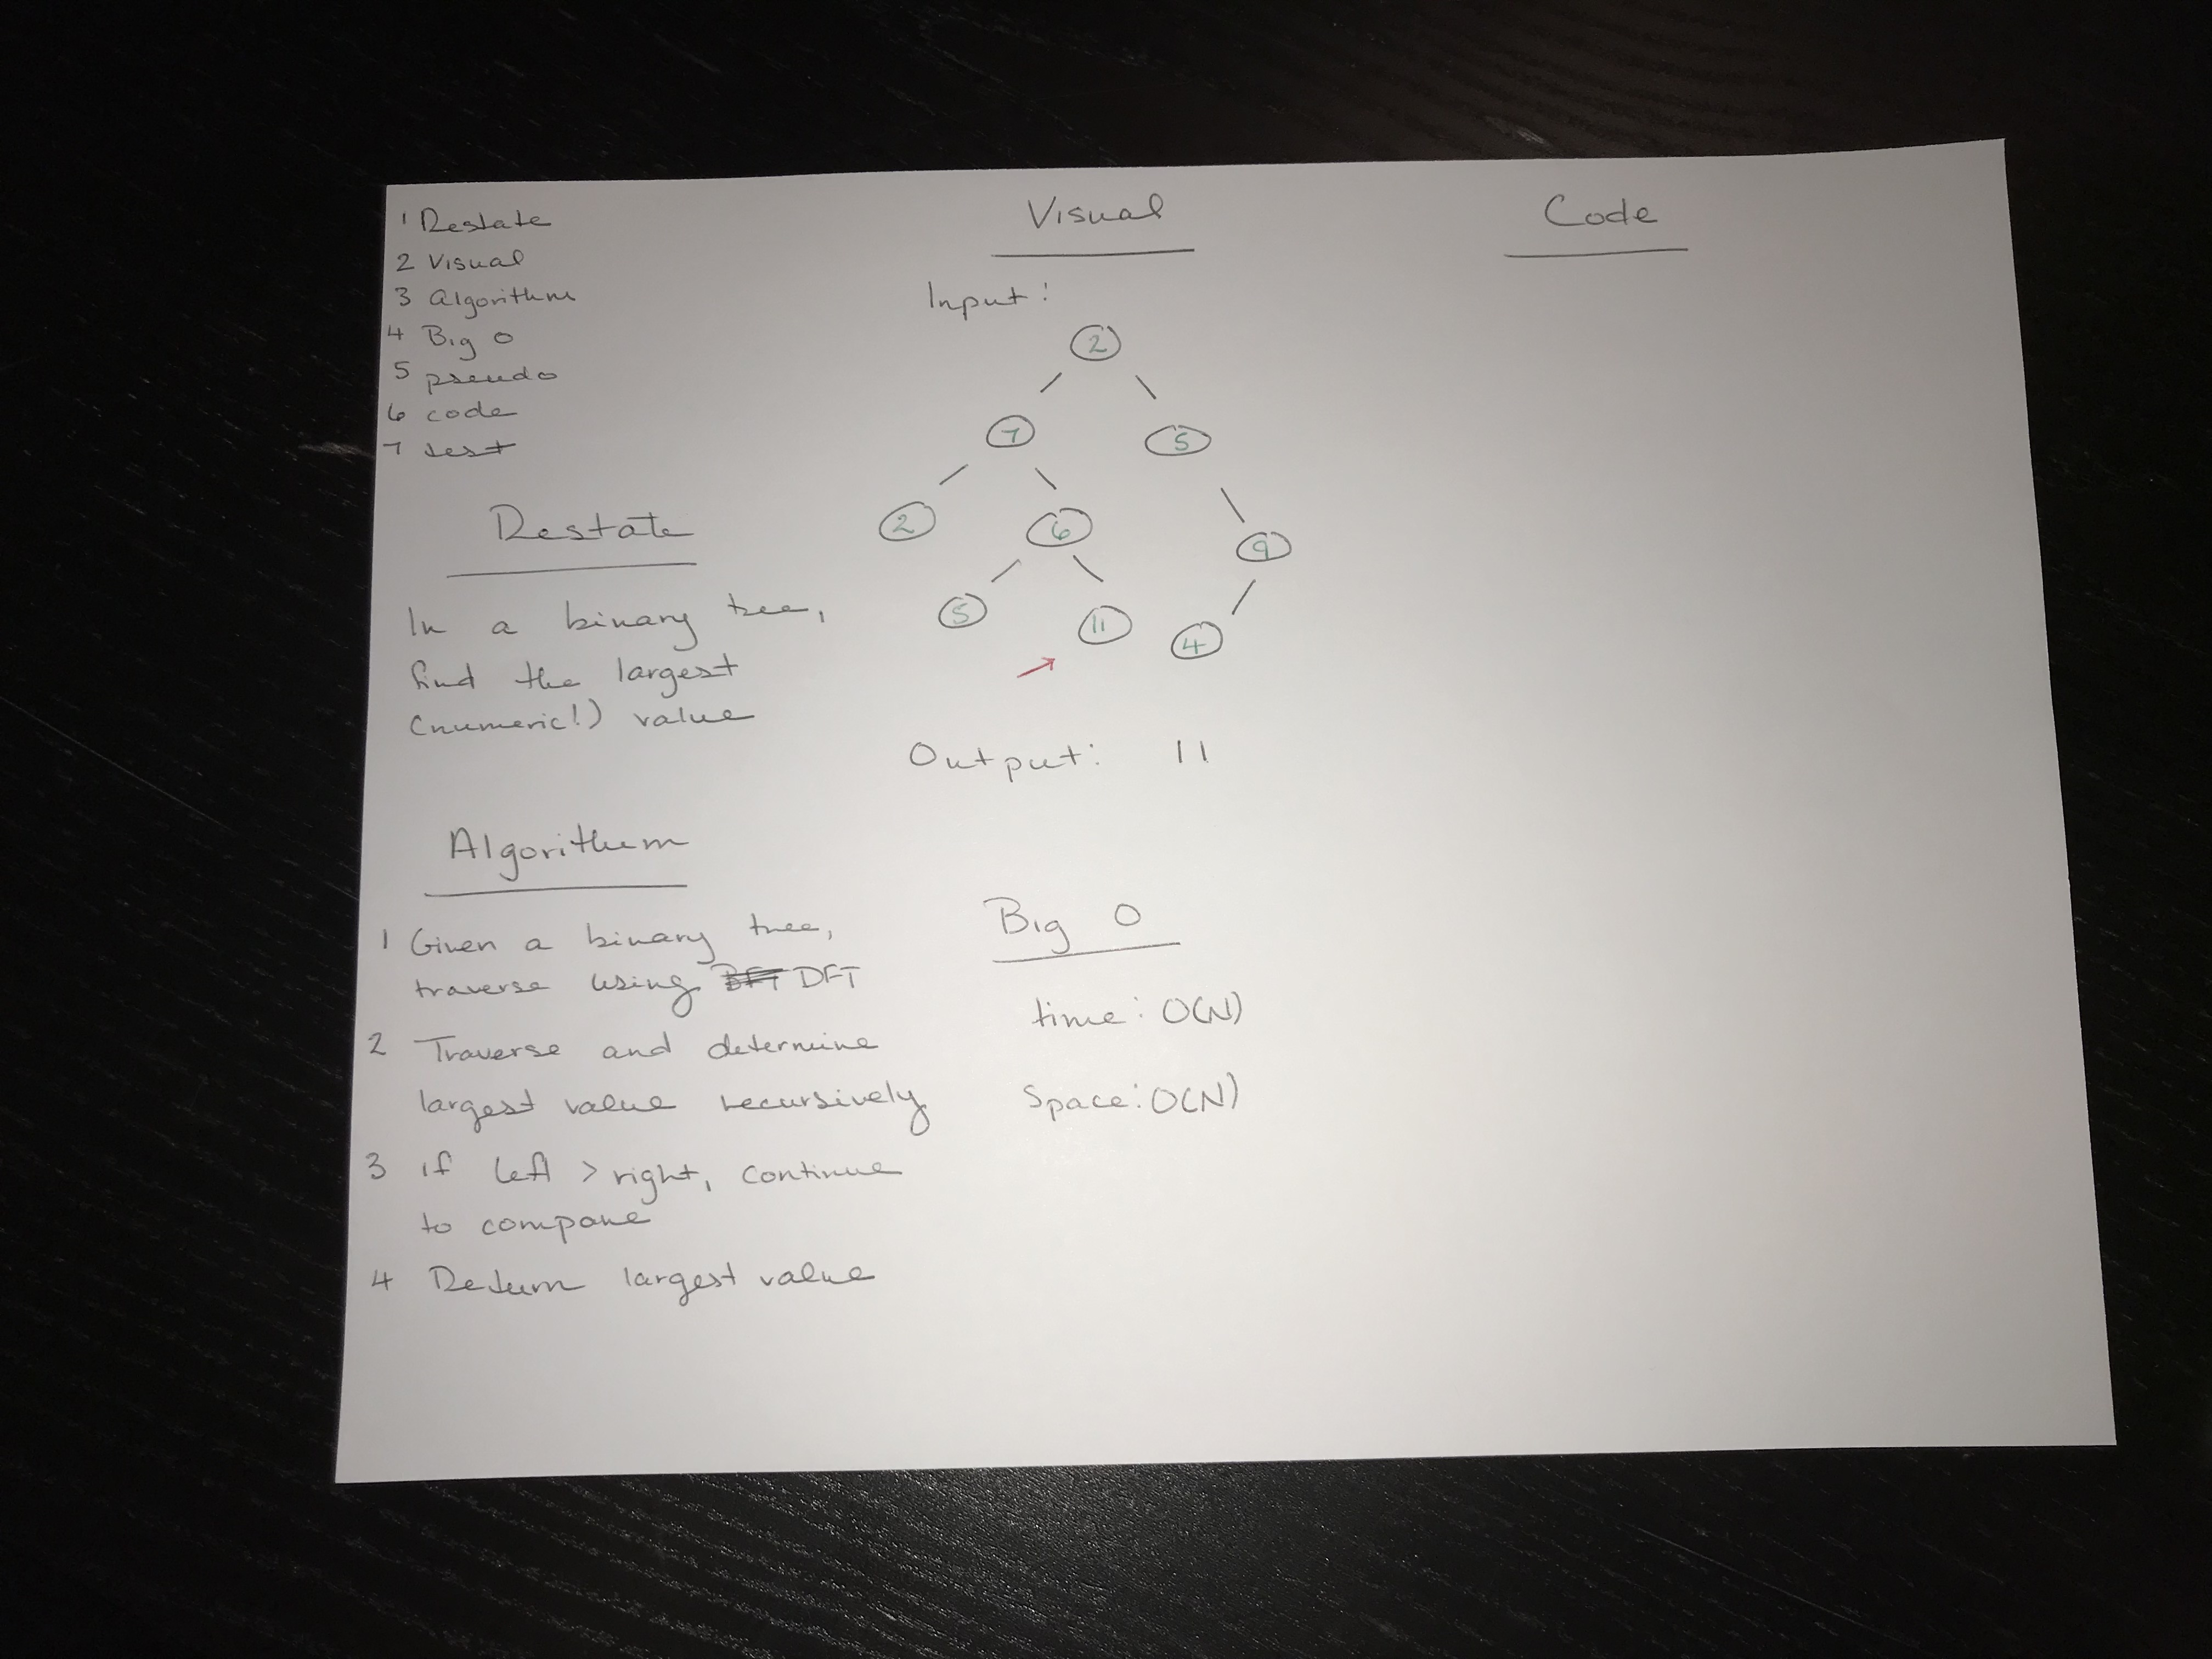 1 Restate
2 Visual
3 Algorithm
4 Big O
5 pseudo
6 code
7 test
Restate
In a binary tree,
find the largest
(numeric!) value
Algorithm
1 Given a binary tree,
traverse using BFT DFT
2 Traverse and determine
largest value recursively
3 if left > right, continue
to compare
4 Return largest value
Visual
Input:
2
7 5
2 6 9
5 11 4
Output: 11
Big O
time: O(N)
Space: O(N)
Code